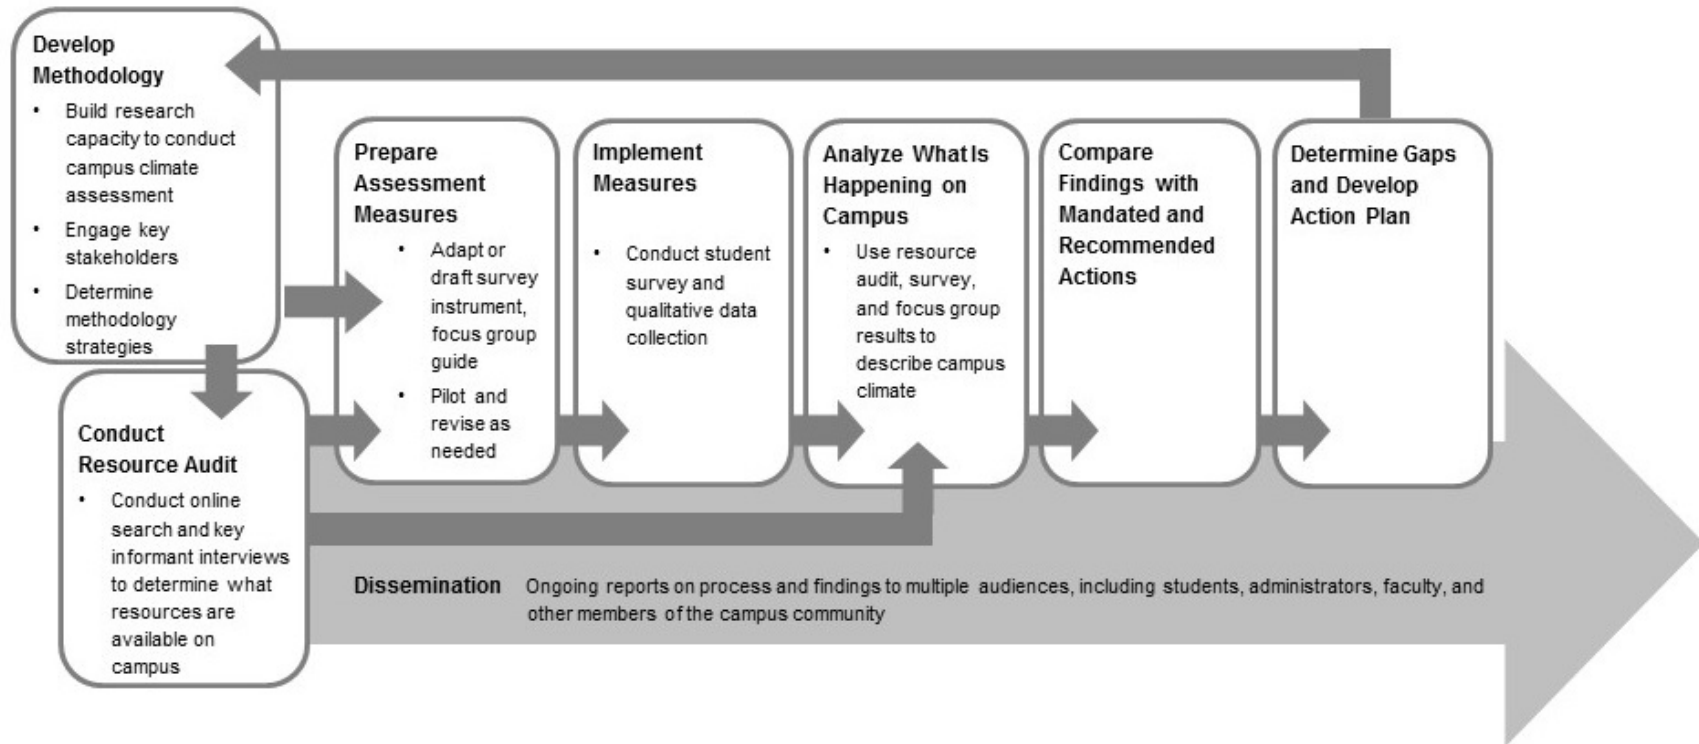 Develop
Methodology
• Build research
capacity to conduct
campus climate
assessment
• Engage key
stakeholders
• Determine
methodology
strategies
Conduct
Resource Audit
• Conduct online
search and key
informant interviews
to determine what
resources are
available on
campus
Prepare
Assessment
Measures
• Adapt or
draft survey
instrument,
focus group
guide
• Pilot and
revise as
needed
Implement
Measures
• Conduct student
survey and
qualitative data
collection
Analyze What Is
Happening on
Campus
• Use resource
audit, survey,
and focus group
results to
describe campus
climate
Compare
Findings with
Mandated and
Recommended
Actions
Determine Gaps
and Develop
Action Plan
Dissemination Ongoing reports on process and findings to multiple audiences, including students, administrators, faculty, and
other members of the campus community